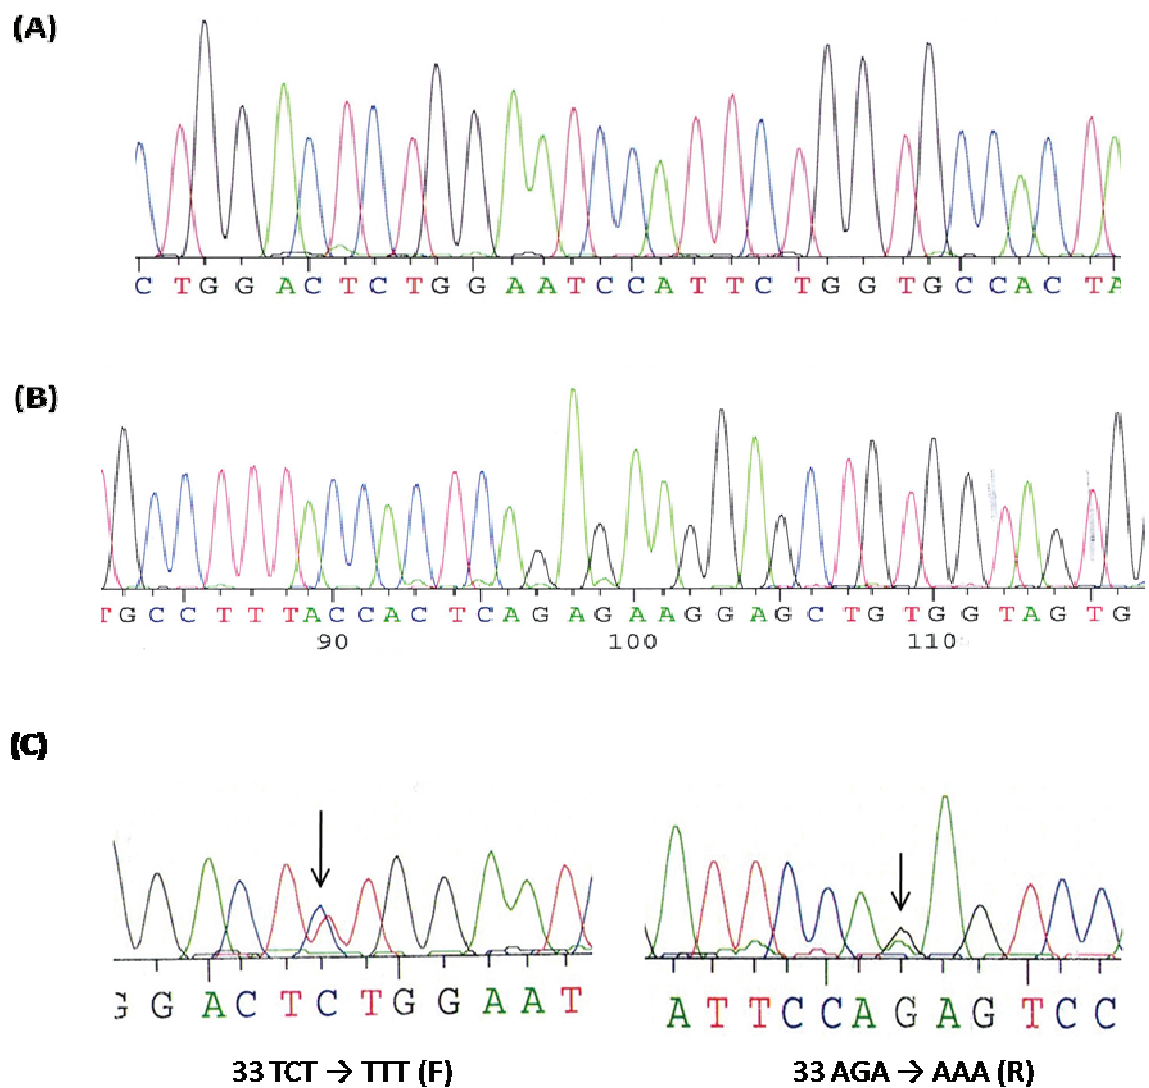 (A)
C T G G A C T C T G G A A T C C A T T C T G G T G C C A C T A
(B)
T G C C T T T A C C A C T C A G A G A A G G A G C T G T G G T A G T G
90 100 110
(C)
G G A C T C T G G A A T
A T T C C A G A G T C C
33 TCT → TTT (F)
33 AGA → AAA (R)